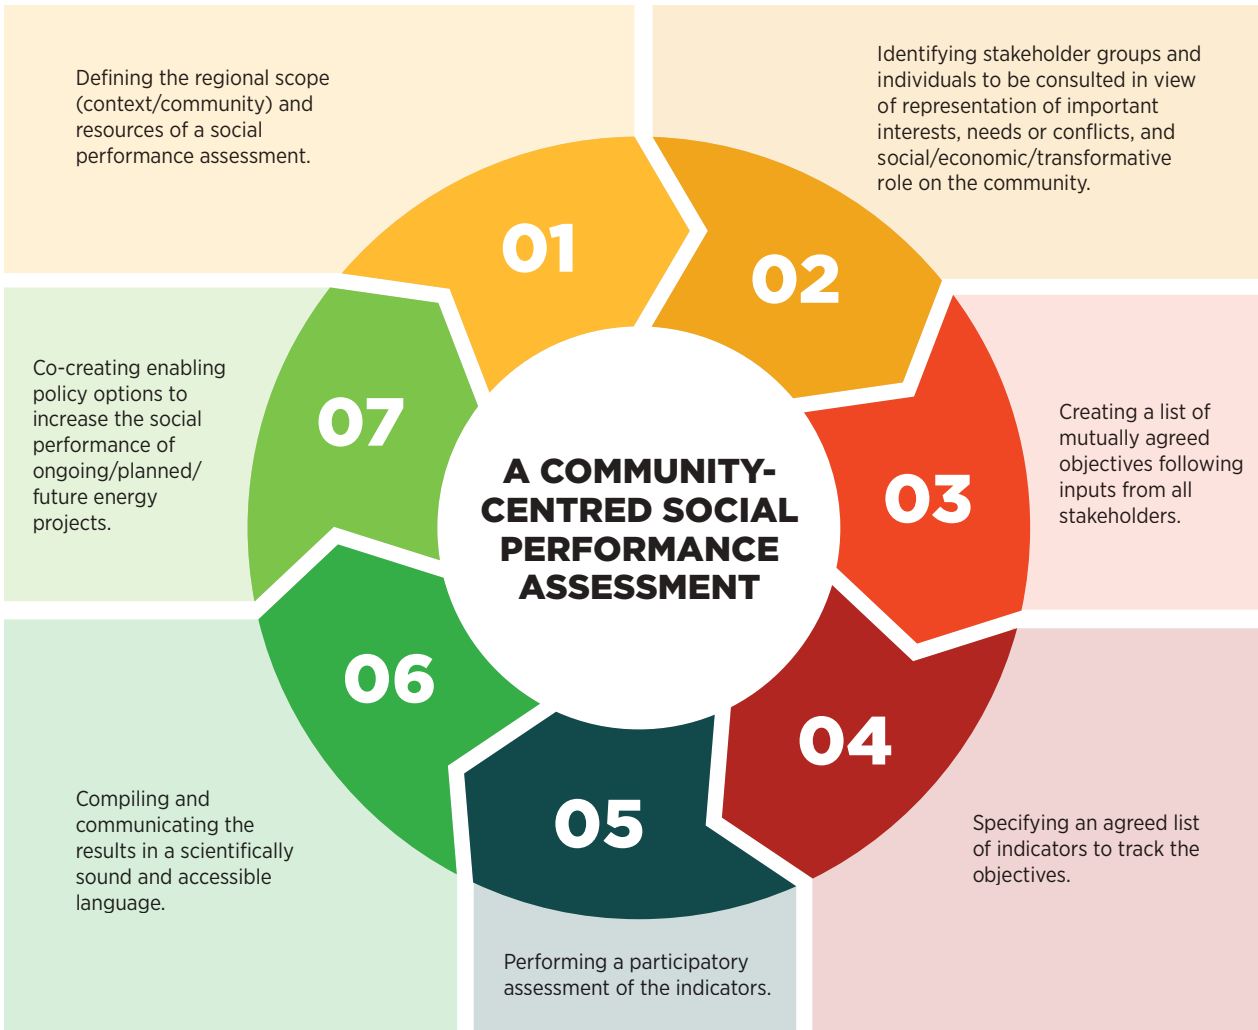 Defining the regional scope
(context/community) and
resources of a social
performance assessment.
01
Identifying stakeholder groups and
individuals to be consulted in view
of representation of important
interests, needs or conflicts, and
social/economic/transformative
role on the community.
02
Creating a list of
mutually agreed
objectives following
inputs from all
stakeholders.
03
Specifying an agreed list
of indicators to track the
objectives.
04
Performing a participatory
assessment of the indicators.
05
Compiling and
communicating the
results in a scientifically
sound and accessible
language.
06
Co-creating enabling
policy options to
increase the social
performance of
ongoing/planned/
future energy
projects.
07
A COMMUNITY-
CENTRED SOCIAL
PERFORMANCE
ASSESSMENT